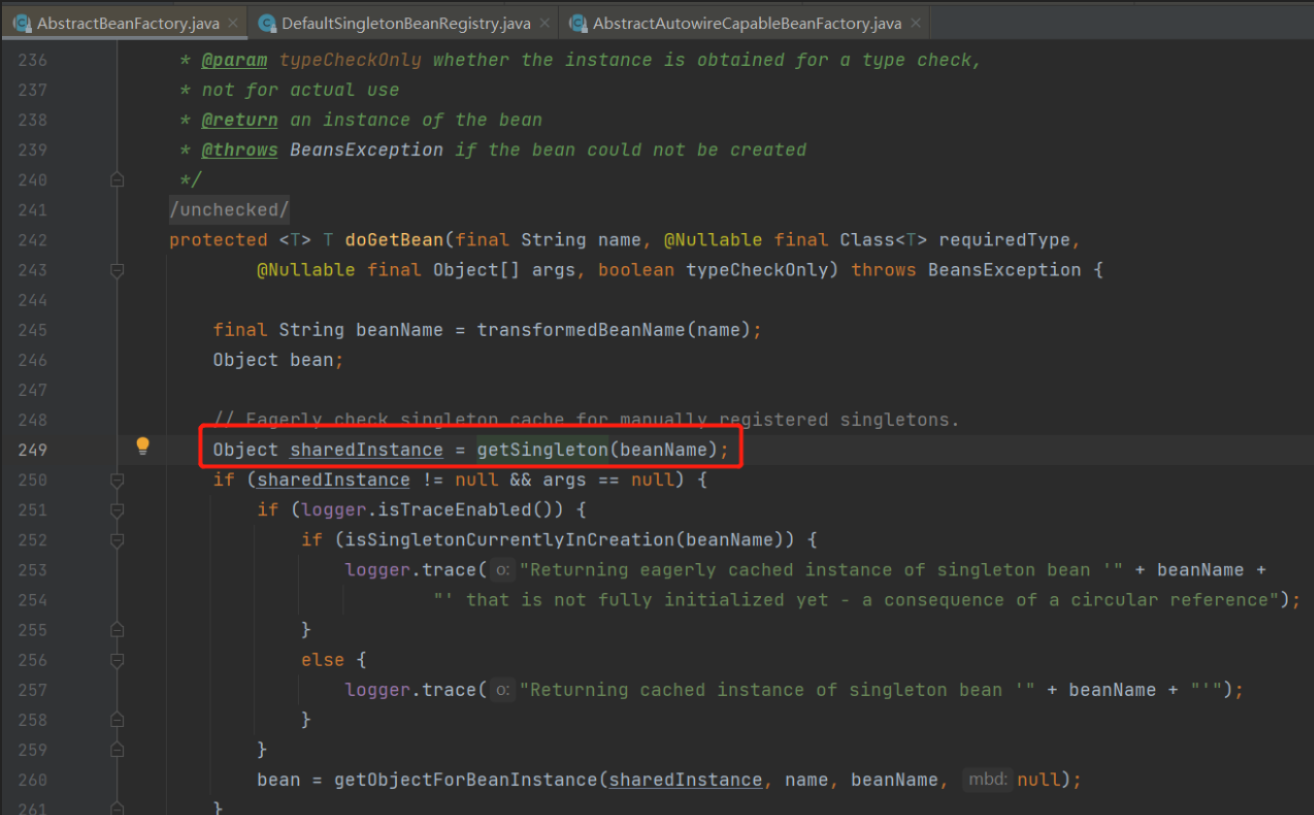 AbstractBeanFactory.java × DefaultSingletonBeanRegistry.java × AbstractAutowireCapableBeanFactory.java ×
236 * @param typeCheckOnly whether the instance is obtained for a type check,
237 * not for actual use
238 * @return an instance of the bean
239 * @throws BeansException if the bean could not be created
240 */
241 /unchecked/
242 protected <T> T doGetBean(final String name, @Nullable final Class<T> requiredType,
243 @Nullable final Object[] args, boolean typeCheckOnly) throws BeansException {
244
245 final String beanName = transformedBeanName(name);
246 Object bean;
247
248 // Eagerly check singleton cache for manually registered singletons.
249 Object sharedInstance = getSingleton(beanName);
250 if (sharedInstance != null && args == null) {
251 if (logger.isTraceEnabled()) {
252 if (isSingletonCurrentlyInCreation(beanName)) {
253 logger.trace( o: "Returning eagerly cached instance of singleton bean '" + beanName +
254 "' that is not fully initialized yet - a consequence of a circular reference");
255 }
256 else {
257 logger.trace( o: "Returning cached instance of singleton bean '" + beanName + "'");
258 }
259 }
260 bean = getObjectForBeanInstance(sharedInstance, name, beanName, mbd: null);
261 }